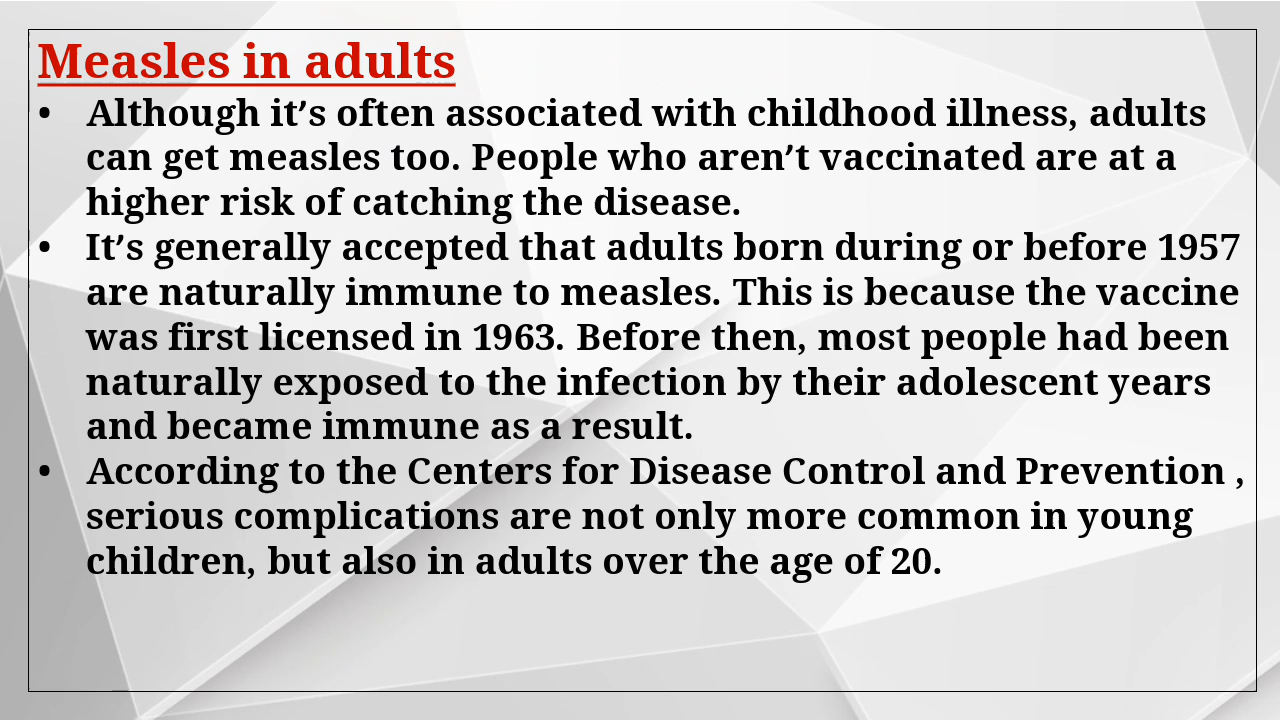 Measles in adults
• Although it’s often associated with childhood illness, adults
can get measles too. People who aren’t vaccinated are at a
higher risk of catching the disease.
• It’s generally accepted that adults born during or before 1957
are naturally immune to measles. This is because the vaccine
was first licensed in 1963. Before then, most people had been
naturally exposed to the infection by their adolescent years
and became immune as a result.
• According to the Centers for Disease Control and Prevention ,
serious complications are not only more common in young
children, but also in adults over the age of 20.